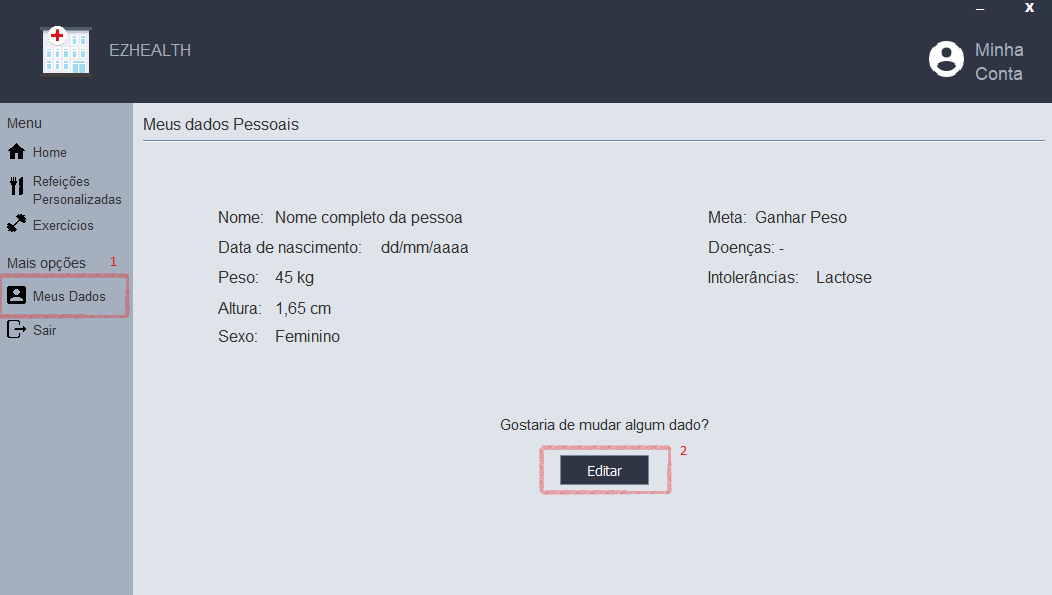 X
EZHEALTH
Minha
Conta
Menu
Home
Refeições
Personalizadas
Exercícios
Mais opções 1
Meus Dados
Sair
Meus dados Pessoais
Nome: Nome completo da pessoa
Data de nascimento: dd/mm/aaaa
Peso: 45 kg
Altura: 1,65 cm
Sexo: Feminino
Meta: Ganhar Peso
Doenças: -
Intolerâncias: Lactose
Gostaria de mudar algum dado?
2
Editar